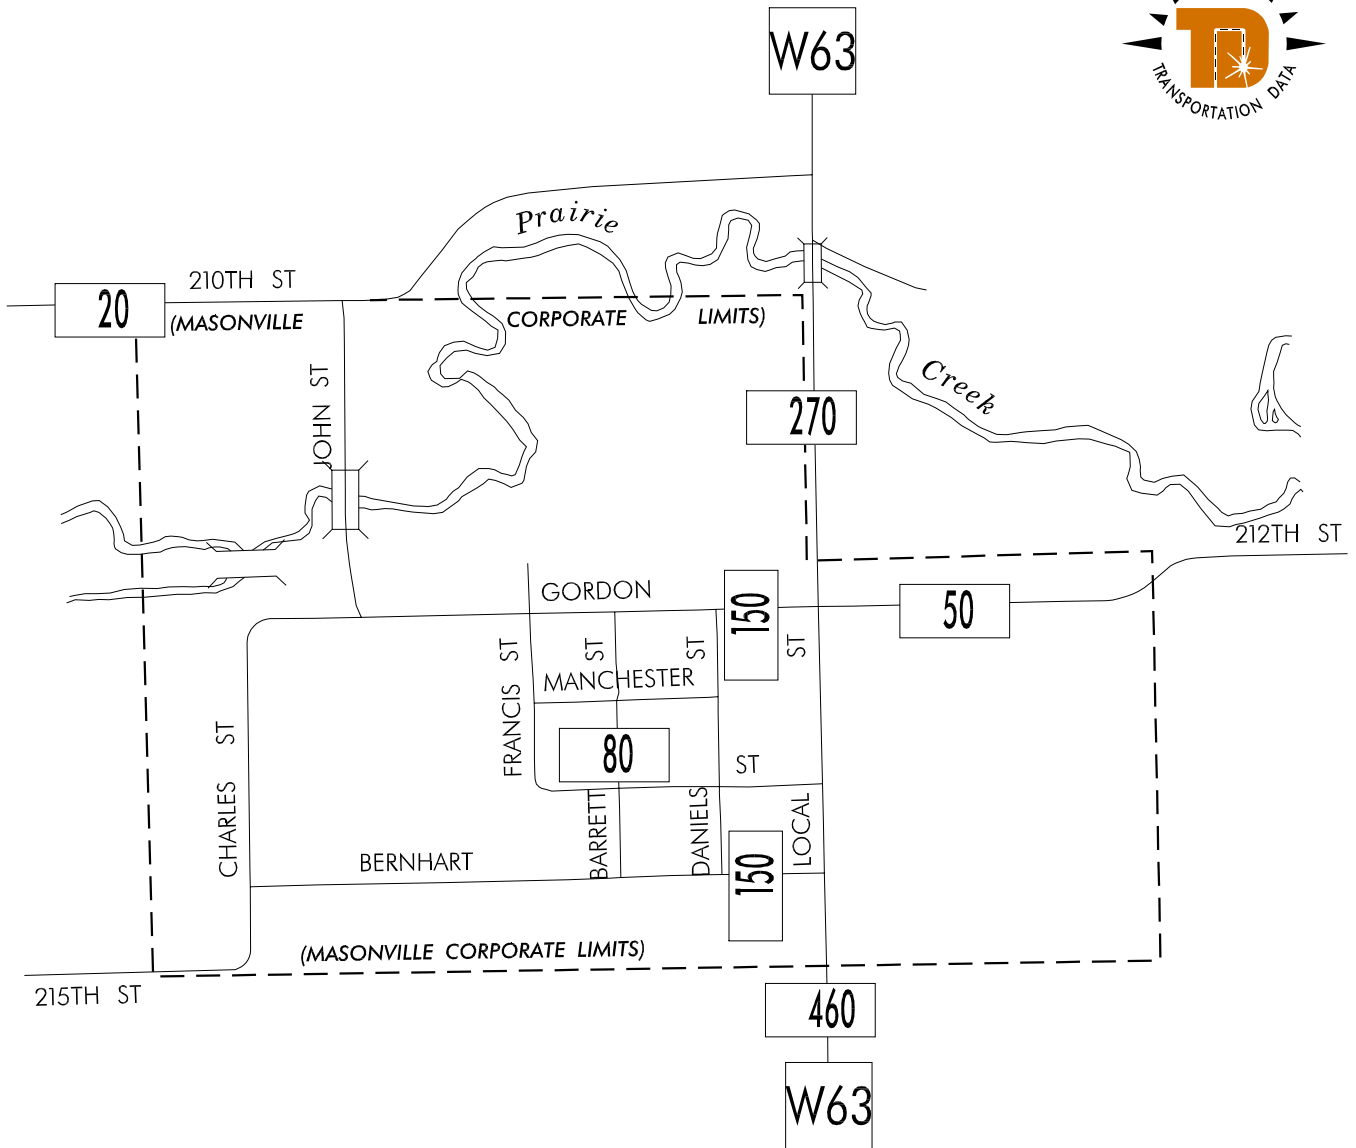 W63
TRANSPORTATION DATA
Prairie
210TH ST
20
(MASONVILLE CORPORATE LIMITS)
JOHN ST
270
Creek
212TH ST
GORDON ST
150
50
FRANCIS ST
MANCHESTER ST
80
CHARLES ST
BARRETT ST
DANIELS ST
LOCAL ST
BERNHART
150
(MASONVILLE CORPORATE LIMITS)
215TH ST
460
W63